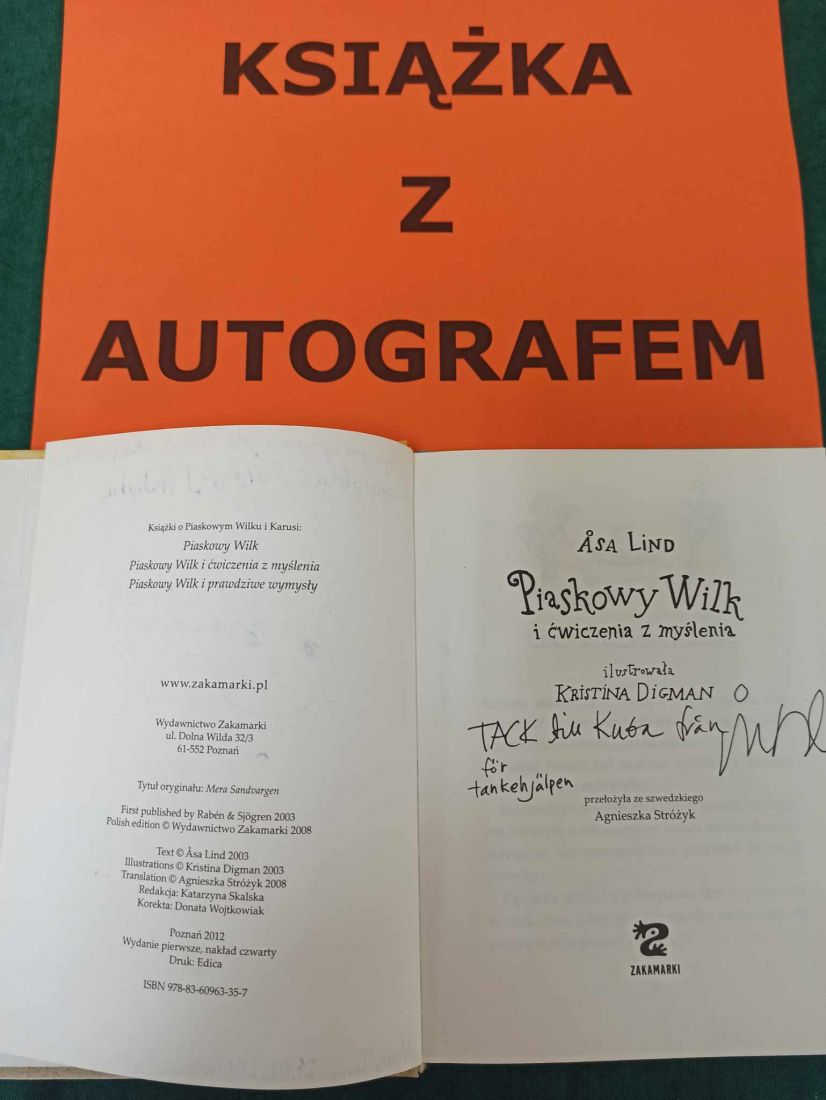 KSIĄŻKA
Z
AUTOGRAFEM
Książki o Piaskowym Wilku i Karusi:
Piaskowy Wilk
Piaskowy Wilk i ćwiczenia z myślenia
Piaskowy Wilk i prawdziwe wymysły
www.zakamarki.pl
Wydawnictwo Zakamarki
ul. Dolna Wilda 32/3
61-552 Poznań
Tytuł oryginału: Mera Sandvargen
First published by Rabén & Sjögren 2003
Polish edition © Wydawnictwo Zakamarki 2008
Text © Åsa Lind 2003
Illustrations © Kristina Digman 2003
Translation © Agnieszka Stróżyk 2008
Redakcja: Katarzyna Skalska
Korekta: Donata Wojtkowiak
Poznań 2012
Wydanie pierwsze, nakład czwarty
Druk: Edica
ISBN 978-83-60963-35-7
ÅSA LIND
Piaskowy Wilk
i ćwiczenia z myślenia
ilustrowała
KRISTINA DIGMAN
TACK till Kuba från
för
tankehjälpen
przełożyła ze szwedzkiego
Agnieszka Stróżyk
ZAKAMARKI